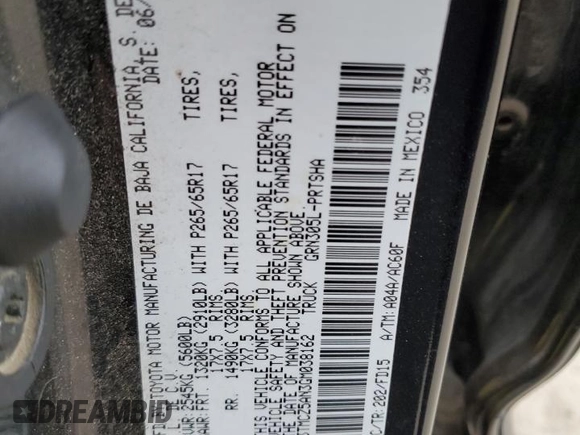 TOYOTA MOTOR MANUFACTURING DE BAJA CALIFORNIA, S. DE
C.V. DATE: 06/
2545KG (5600LB)
FRT 1320KG (2910LB) WITH P265/65R17 TIRES,
17X7.5 RIMS
RR. 1490KG (3280LB) WITH P265/65R17 TIRES,
17X7.5 RIMS
THIS VEHICLE CONFORMS TO ALL APPLICABLE FEDERAL MOTOR
VEHICLE SAFETY AND THEFT PREVENTION STANDARDS IN EFFECT ON
THE DATE OF MANUFACTURE SHOWN ABOVE.
5TMCZ5AN3GM038162 TRUCK GRN305L-PRTSHA
C/TR:202/FD15 A/TM:A04A/AC60F MADE IN MEXICO 354
EpicVIN